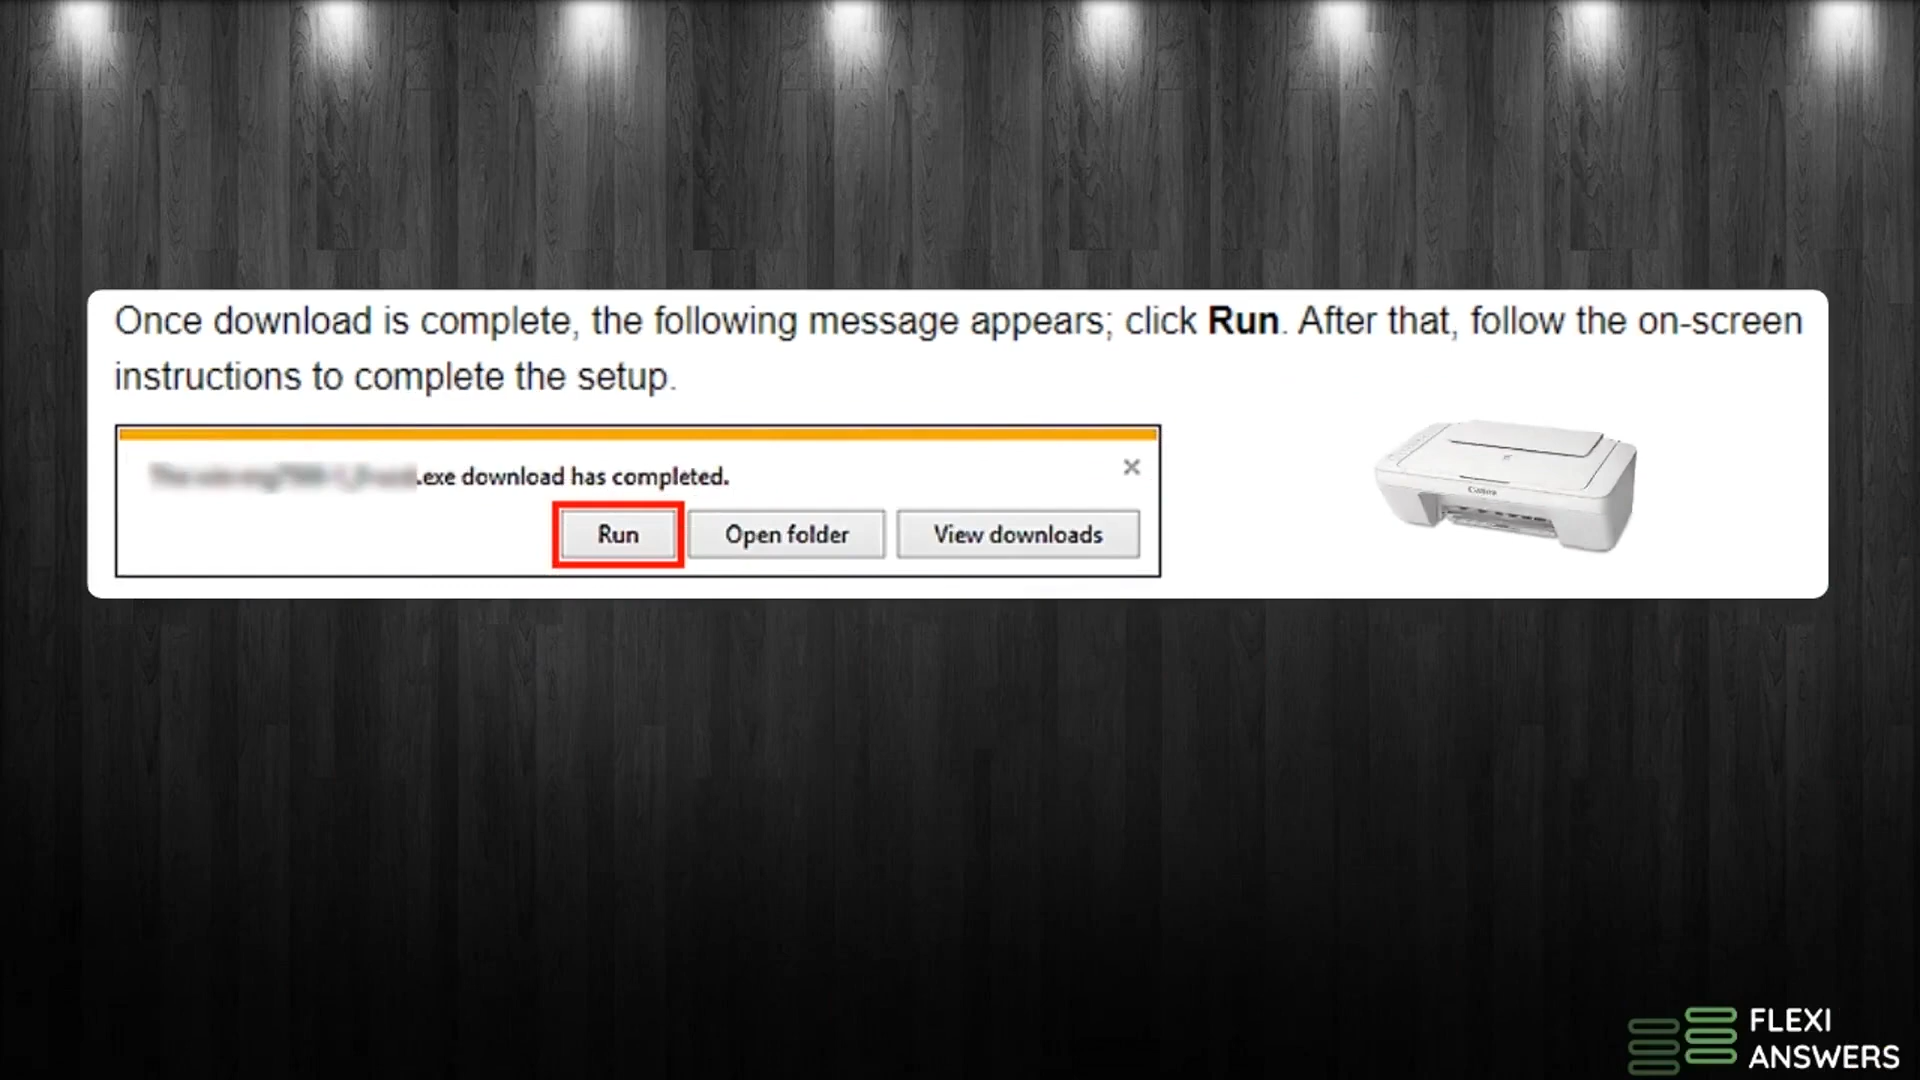 Once download is complete, the following message appears; click Run. After that, follow the on-screen
instructions to complete the setup.
.exe download has completed.
Run
Open folder
View downloads
Canon
FLEXI
ANSWERS